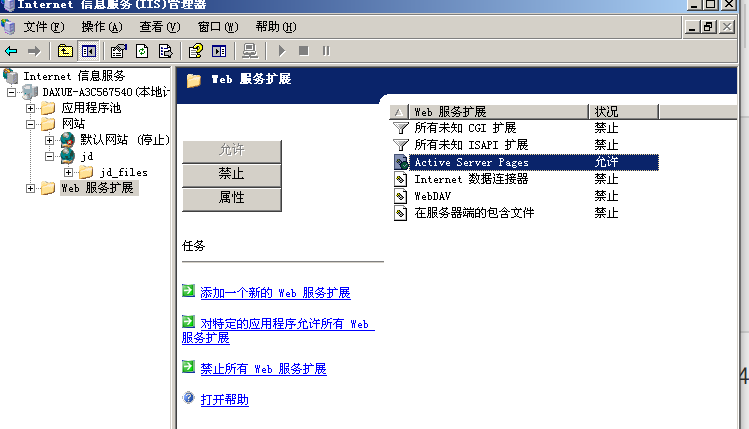 Internet 信息服务(IIS)管理器
文件(F) 操作(A) 查看(V) 窗口(W) 帮助(H)
Internet 信息服务
DAXUE-A3C567540(本地计
应用程序池
网站
默认网站 (停止)
jd
jd_files
Web 服务扩展
Web 服务扩展
允许
禁止
属性
任务
添加一个新的 Web 服务扩展
对特定的应用程序允许所有 Web
服务扩展
禁止所有 Web 服务扩展
打开帮助
Web 服务扩展 状况
所有未知 CGI 扩展 禁止
所有未知 ISAPI 扩展 禁止
Active Server Pages 允许
Internet 数据连接器 禁止
WebDAV 禁止
在服务器端的包含文件 禁止
4